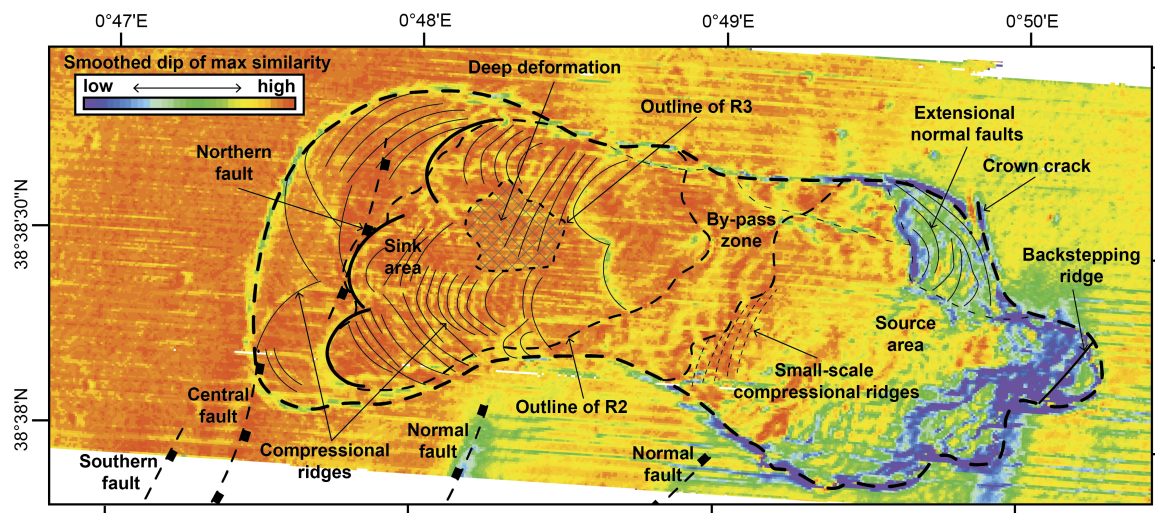 0°47'E
0°48'E
0°49'E
0°50'E
Smoothed dip of max similarity
low
high
Deep deformation
Outline of R3
Extensional
normal faults
Crown crack
Northern
fault
38°38'30"N
Sink
area
By-pass
zone
Backstepping
ridge
Source
area
Small-scale
compressional ridges
Central
fault
Outline of R2
38°38'N
Compressional
ridges
Normal
fault
Normal
fault
Southern
fault